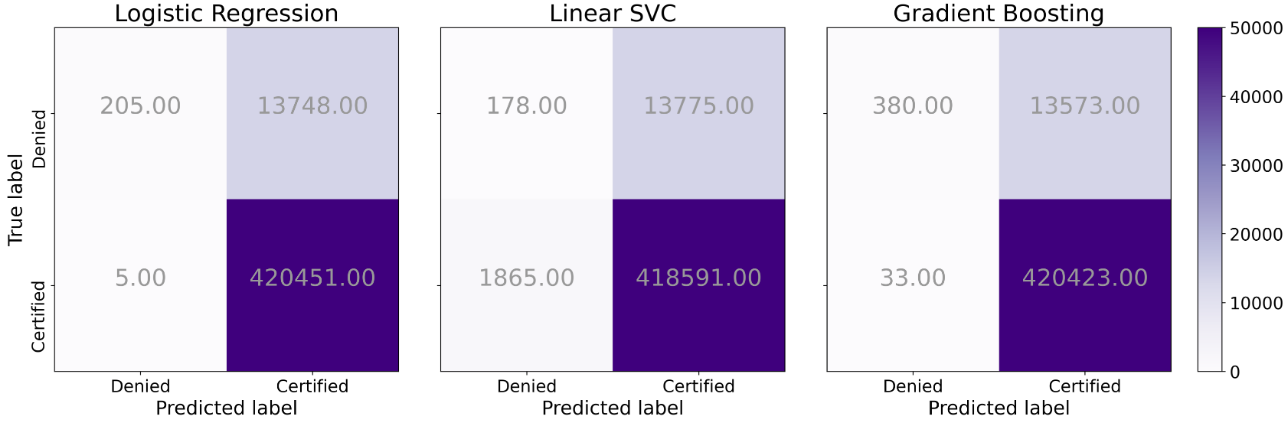 Logistic Regression
Linear SVC
Gradient Boosting
True label
Denied
205.00
13748.00
178.00
13775.00
380.00
13573.00
Certified
5.00
420451.00
1865.00
418591.00
33.00
420423.00
Denied
Certified
Denied
Certified
Denied
Certified
Predicted label
Predicted label
Predicted label
50000
40000
30000
20000
10000
0